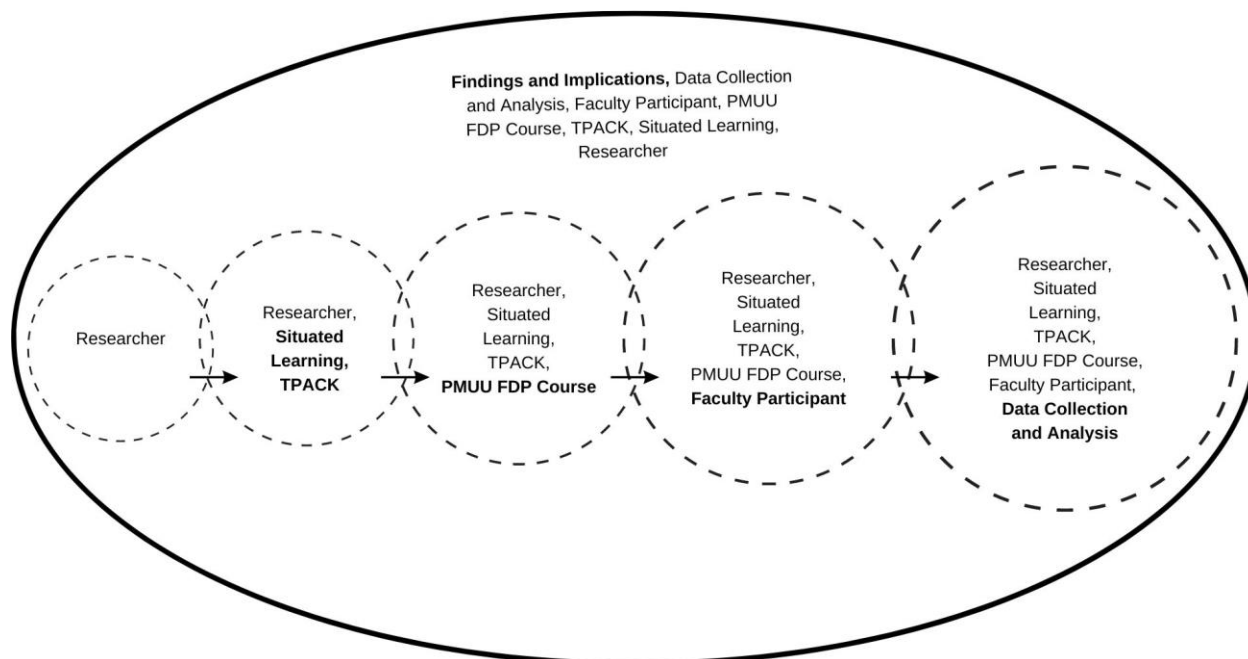 Findings and Implications, Data Collection
and Analysis, Faculty Participant, PMUU
FDP Course, TPACK, Situated Learning,
Researcher
Researcher
Researcher,
Situated
Learning,
TPACK
Researcher,
Situated
Learning,
TPACK,
PMUU FDP Course
Researcher,
Situated
Learning,
TPACK,
PMUU FDP Course,
Faculty Participant
Researcher,
Situated
Learning,
TPACK,
PMUU FDP Course,
Faculty Participant,
Data Collection
and Analysis